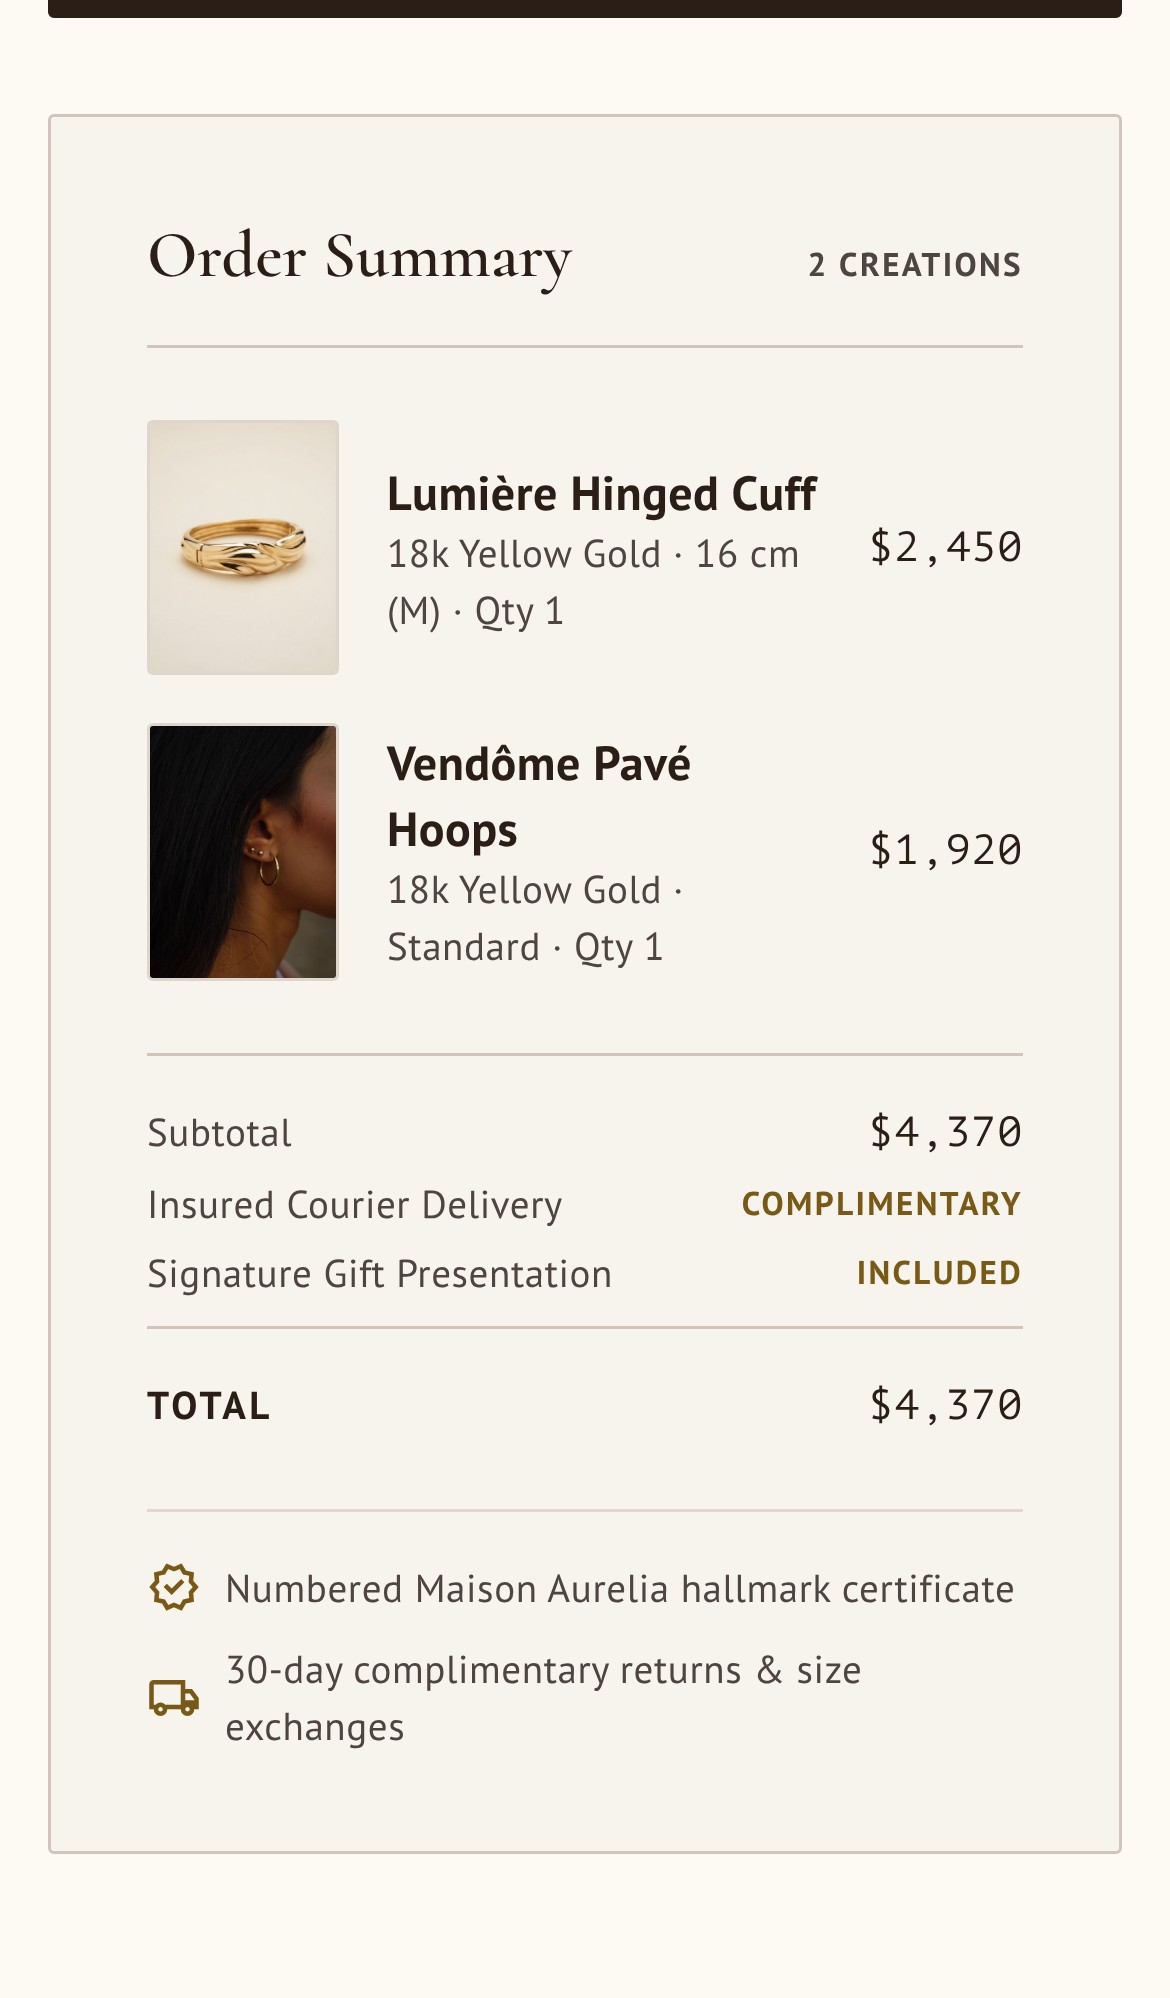 Order Summary
2 CREATIONS
Lumière Hinged Cuff
18k Yellow Gold · 16 cm
(M) · Qty 1
$2,450
Vendôme Pavé
Hoops
18k Yellow Gold ·
Standard · Qty 1
$1,920
Subtotal
$4,370
Insured Courier Delivery
COMPLIMENTARY
Signature Gift Presentation
INCLUDED
TOTAL
$4,370
Numbered Maison Aurelia hallmark certificate
30-day complimentary returns & size
exchanges